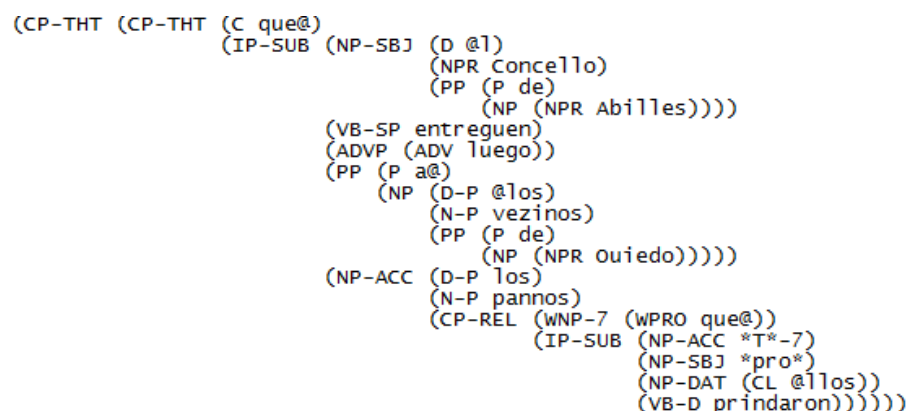 (CP-THT (CP-THT (C que@)
(IP-SUB (NP-SBJ (D @l)
(NPR Concello)
(PP (P de)
(NP (NPR Abilles))))
(VB-SP entreguen)
(ADVP (ADV luego))
(PP (P a@)
(NP (D-P @los)
(N-P vezinos)
(PP (P de)
(NP (NPR Ouiedo)))))
(NP-ACC (D-P los)
(N-P pannos)
(CP-REL (WNP-7 (WPRO que@))
(IP-SUB (NP-ACC *T*-7)
(NP-SBJ *pro*)
(NP-DAT (CL @llos))
(VB-D prindaron))))))